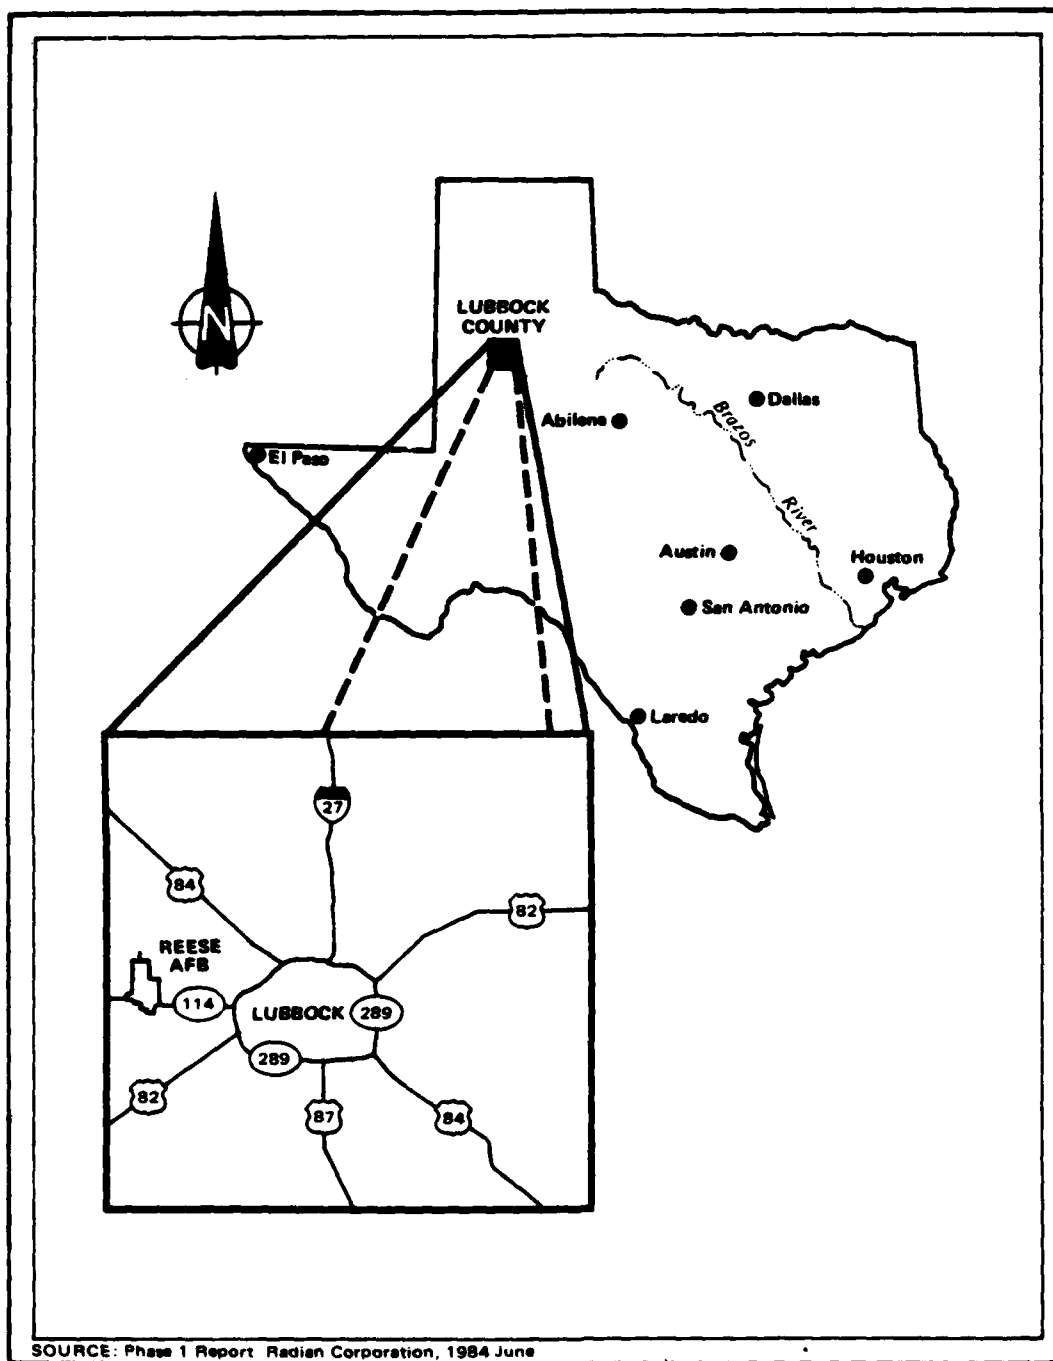 N
LUBBOCK
COUNTY
Dallas
Abilene
Brazos
El Paso
River
Austin
Houston
San Antonio
Laredo
27
84
82
REESE
AFB
114
LUBBOCK
289
289
82
87
84
SOURCE: Phase 1 Report Radian Corporation, 1984 June